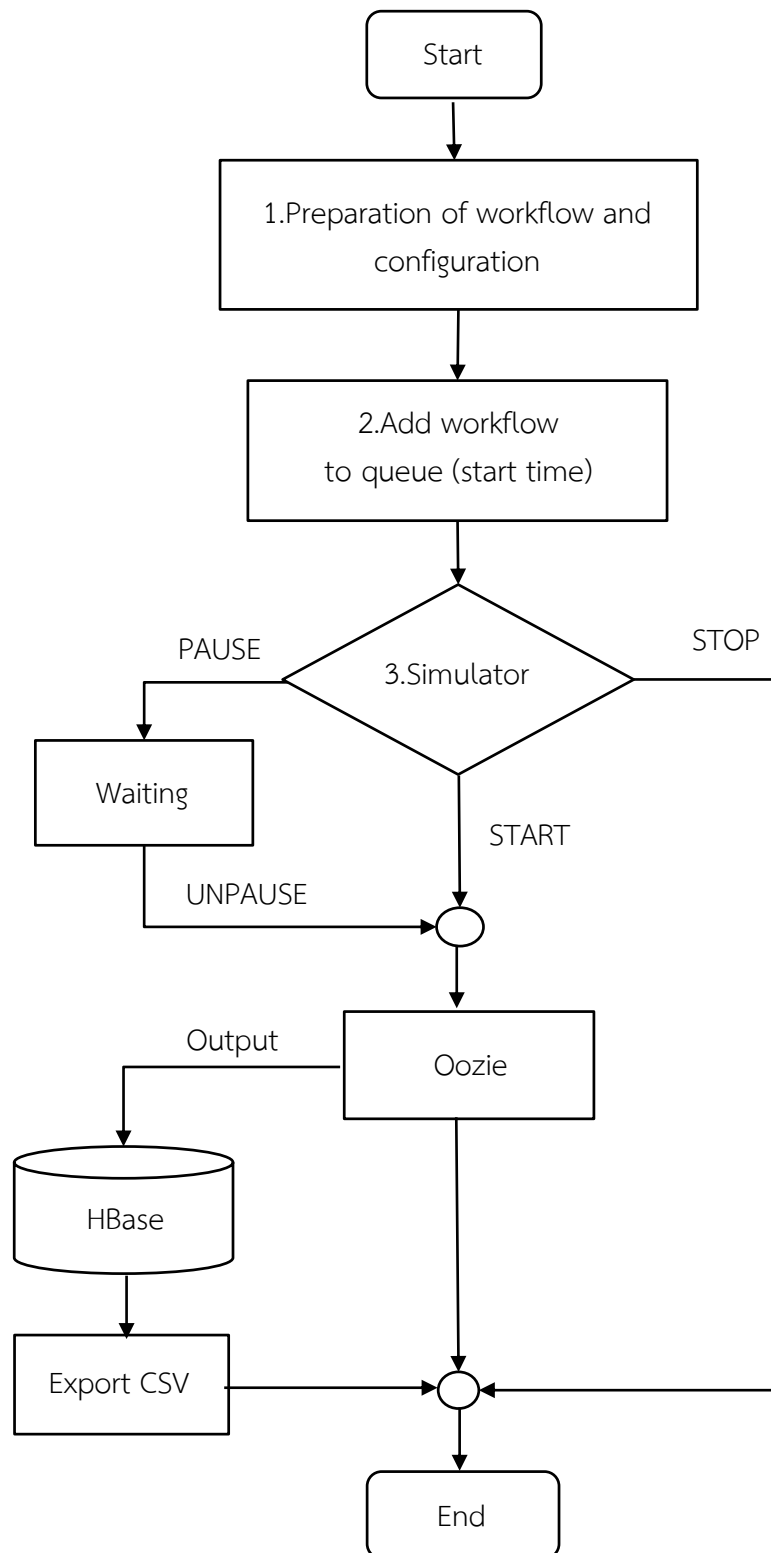 Start
1.Preparation of workflow and
configuration
2.Add workflow
to queue (start time)
PAUSE
STOP
3.Simulator
Waiting
START
UNPAUSE
Output
Oozie
HBase
Export CSV
End